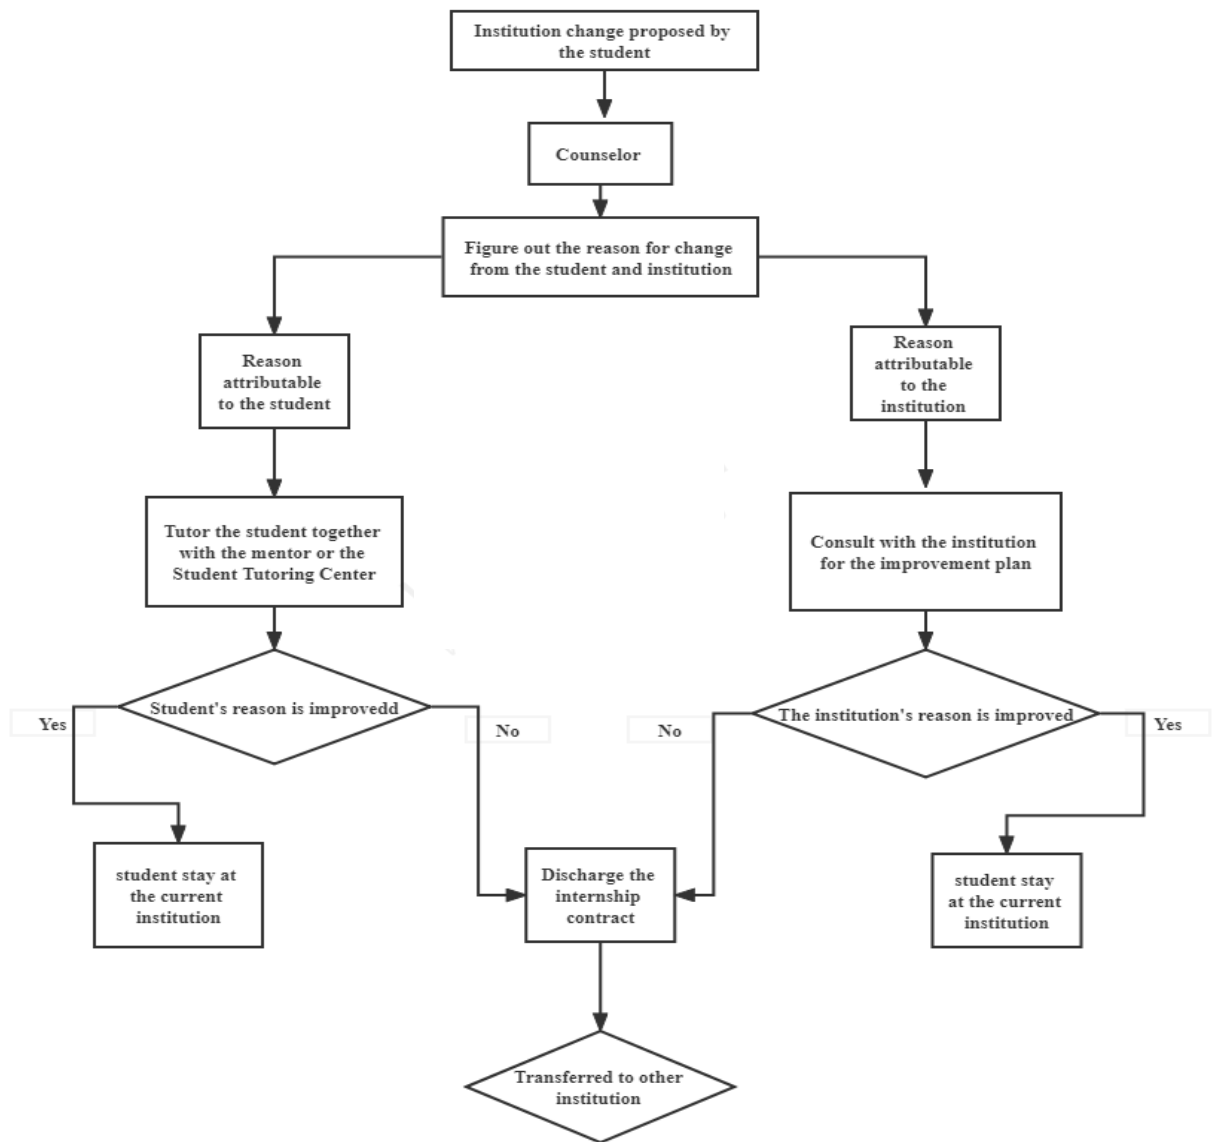 Institution change proposed by
the student
Counselor
Figure out the reason for change
from the student and institution
Reason
attributable
to the student
Reason
attributable
to the
institution
Tutor the student together
with the mentor or the
Student Tutoring Center
Consult with the institution
for the improvement plan
Student's reason is improvedd
The institution's reason is improved
Yes
No
No
Yes
student stay at
the current
institution
Discharge the
internship
contract
student stay
at the current
institution
Transferred to other
institution